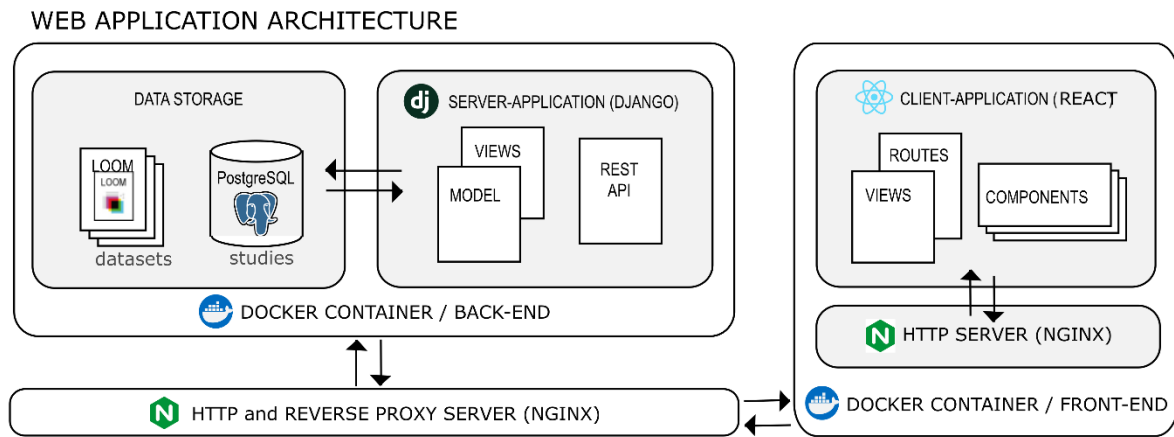 WEB APPLICATION ARCHITECTURE
DATA STORAGE
LOOM
LOOM
datasets
PostgreSQL
studies
dj
SERVER-APPLICATION (DJANGO)
VIEWS
MODEL
REST
API
DOCKER CONTAINER / BACK-END
N
HTTP and REVERSE PROXY SERVER (NGINX)
CLIENT-APPLICATION (REACT)
ROUTES
VIEWS
COMPONENTS
N
HTTP SERVER (NGINX)
DOCKER CONTAINER / FRONT-END